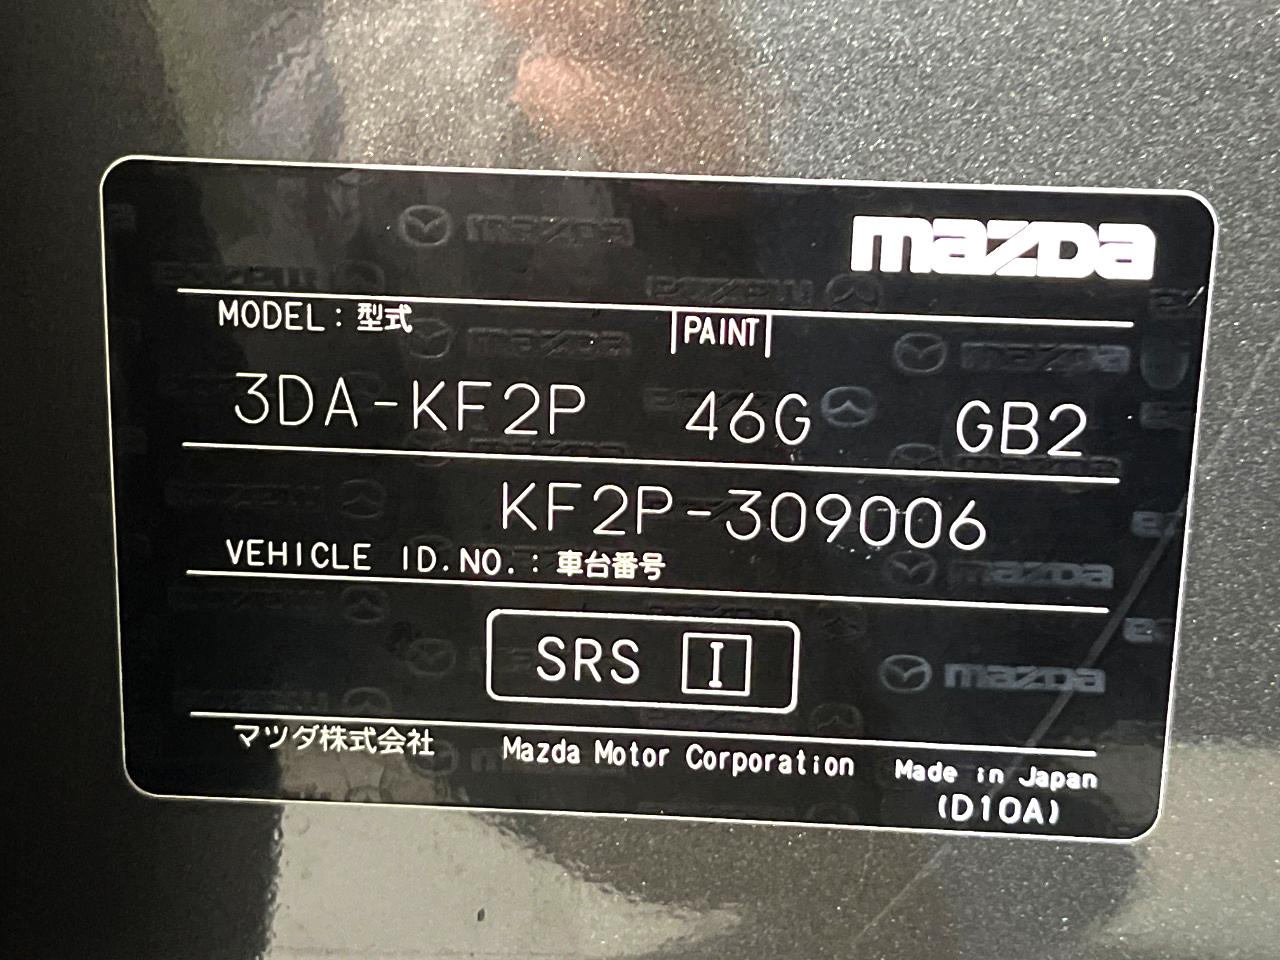 mazda
MODEL : 型式 PAINT
3DA-KF2P 46G GB2
KF2P-309006
VEHICLE ID.NO. : 車台番号
SRS I
マツダ株式会社 Mazda Motor Corporation Made in Japan
(D10A)